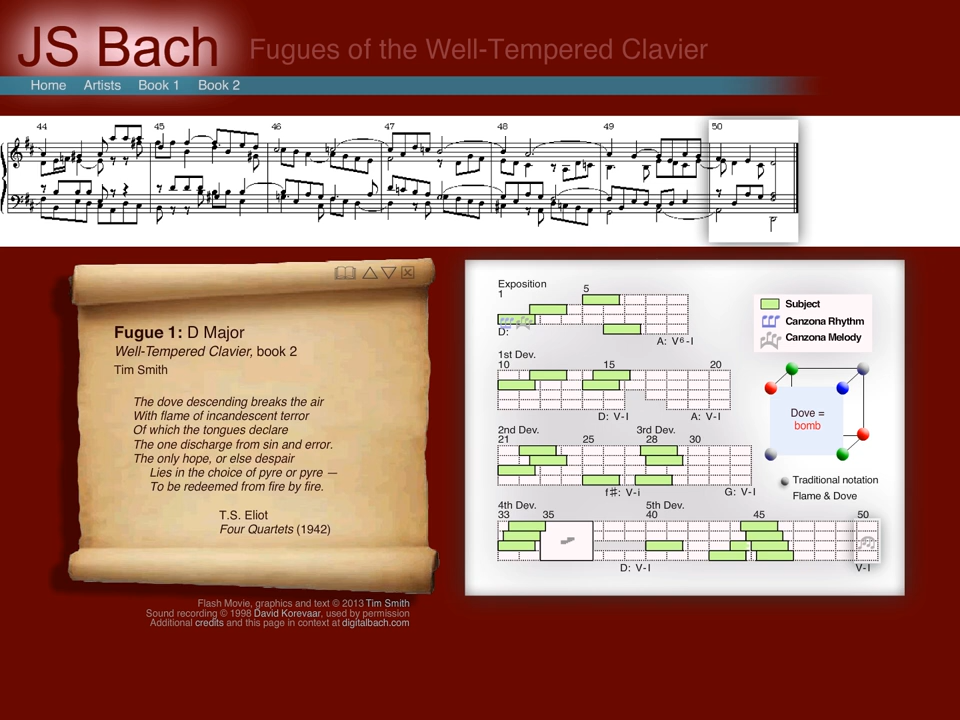 JS Bach
Fugues of the Well-Tempered Clavier
Home Artists Book 1 Book 2
44 45 46 47 48 49 50
Fugue 1: D Major
Well-Tempered Clavier, book 2
Tim Smith
The dove descending breaks the air
With flame of incandescent terror
Of which the tongues declare
The one discharge from sin and error.
The only hope, or else despair
Lies in the choice of pyre or pyre —
To be redeemed from fire by fire.
T.S. Eliot
Four Quartets (1942)
Flash Movie, graphics and text © 2013 Tim Smith
Sound recording © 1998 David Korevaar, used by permission
Additional credits and this page in context at digitalbach.com
Exposition
1 5
D:
A: V6-I
1st Dev.
10 15 20
D: V-I A: V-I
2nd Dev. 3rd Dev.
21 25 28 30
f♯: V-i G: V-I
4th Dev. 5th Dev.
33 35 40 45 50
D: V-I V-I
Subject
Canzona Rhythm
Canzona Melody
Dove =
bomb
Traditional notation
Flame & Dove